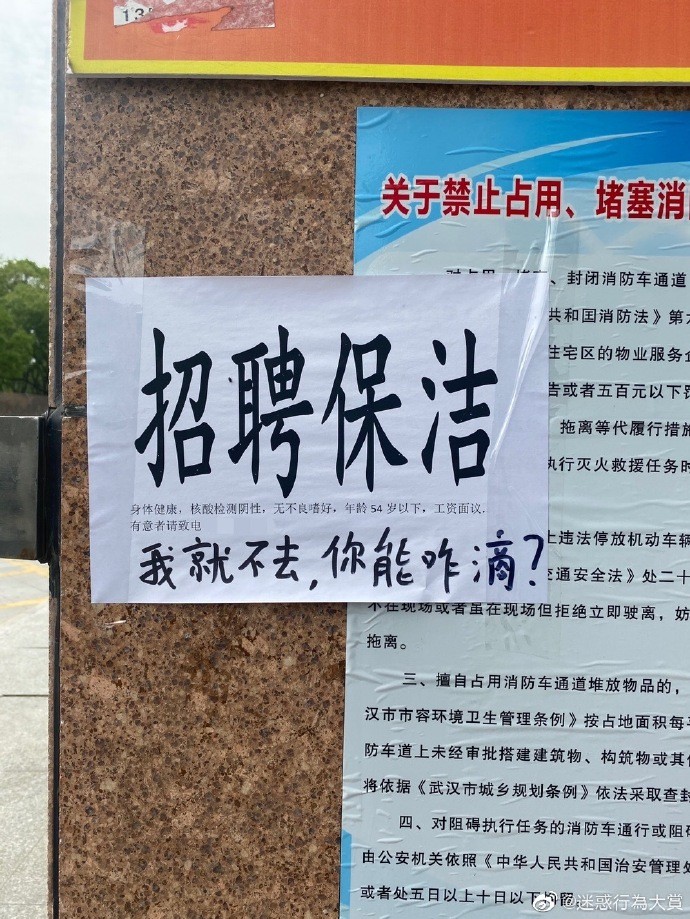 13
关于禁止占用、堵塞消防
招聘保洁
身体健康，核酸检测阴性，无不良嗜好，年龄 54 岁以下，工资面议.
有意者请致电
我就不去，你能咋滴？
、封闭消防车通道
共和国消防法》第六
住宅区的物业服务企
告或者五百元以下罚
拖离等代履行措施
执行灭火救援任务时
上违法停放机动车辆
交通安全法》处二十
不在现场或者虽在现场但拒绝立即驶离，妨
拖离。
三、擅自占用消防车通道堆放物品的，
汉市市容环境卫生管理条例》按占地面积每平
防车道上未经审批搭建建筑物、构筑物或其他
将依据《武汉市城乡规划条例》依法采取查封
四、对阻碍执行任务的消防车通行或阻碍
由公安机关依照《中华人民共和国治安管理处
或者处五日以上十日以下拘留。
@迷惑行為大賞